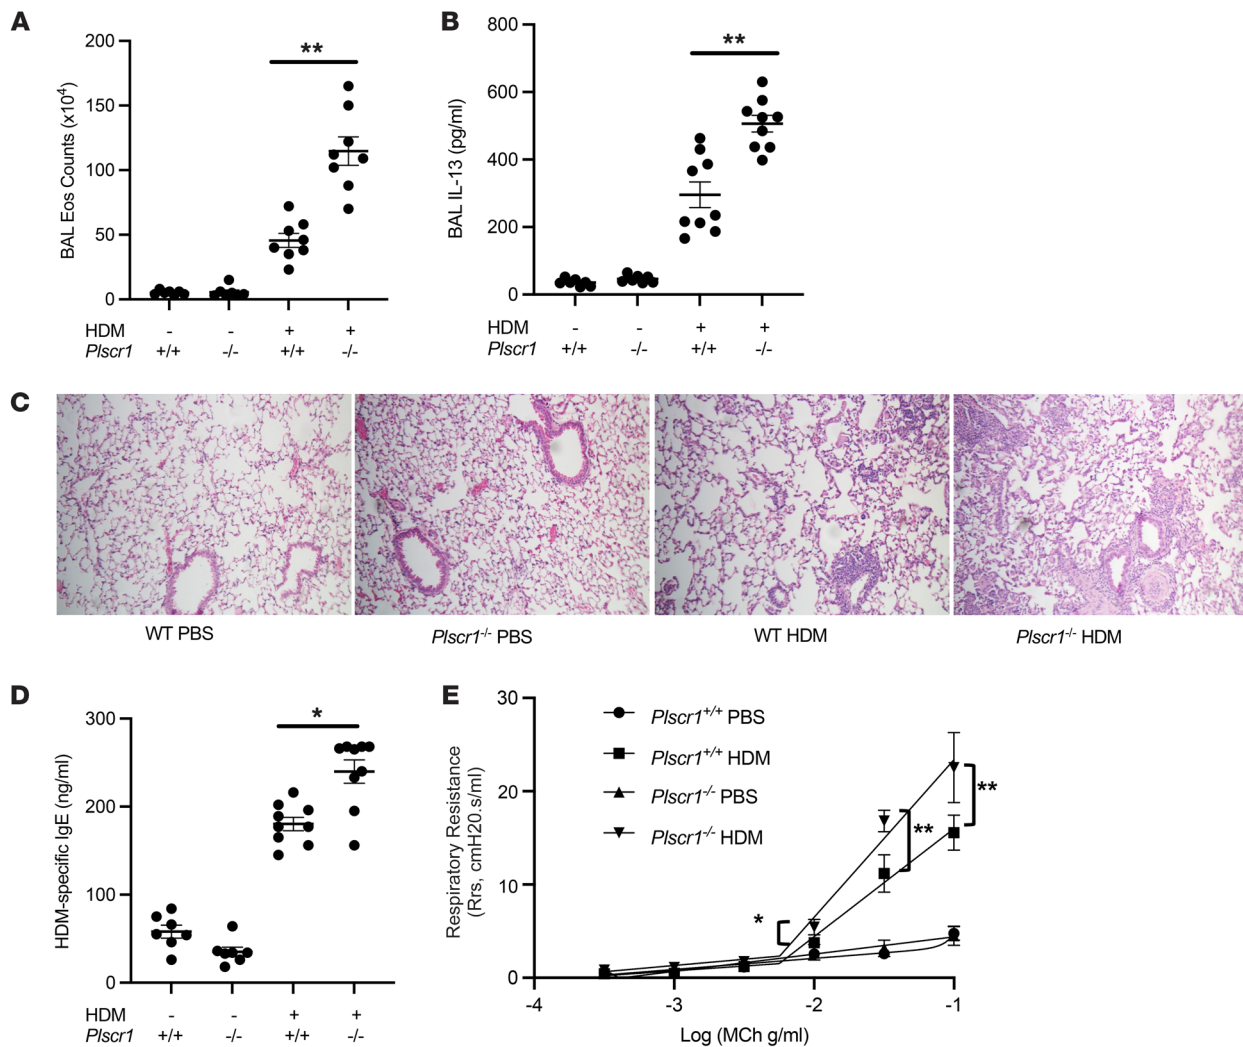 A
BAL Eos Counts (x10⁴)
200
150
100
50
0
**
HDM - - + +
Plscr1 +/+ -/- +/+ -/-
B
BAL IL-13 (pg/ml)
800
600
400
200
0
**
HDM - - + +
Plscr1 +/+ -/- +/+ -/-
C
WT PBS
Plscr1⁻/⁻ PBS
WT HDM
Plscr1⁻/⁻ HDM
D
HDM-specific IgE (ng/ml)
300
200
100
0
*
HDM - - + +
Plscr1 +/+ -/- +/+ -/-
E
Respiratory Resistance
(Rrs, cmH20.s/ml)
30
20
10
0
Plscr1⁺/⁺ PBS
Plscr1⁺/⁺ HDM
Plscr1⁻/⁻ PBS
Plscr1⁻/⁻ HDM
*
**
**
-4 -3 -2 -1
Log (MCh g/ml)